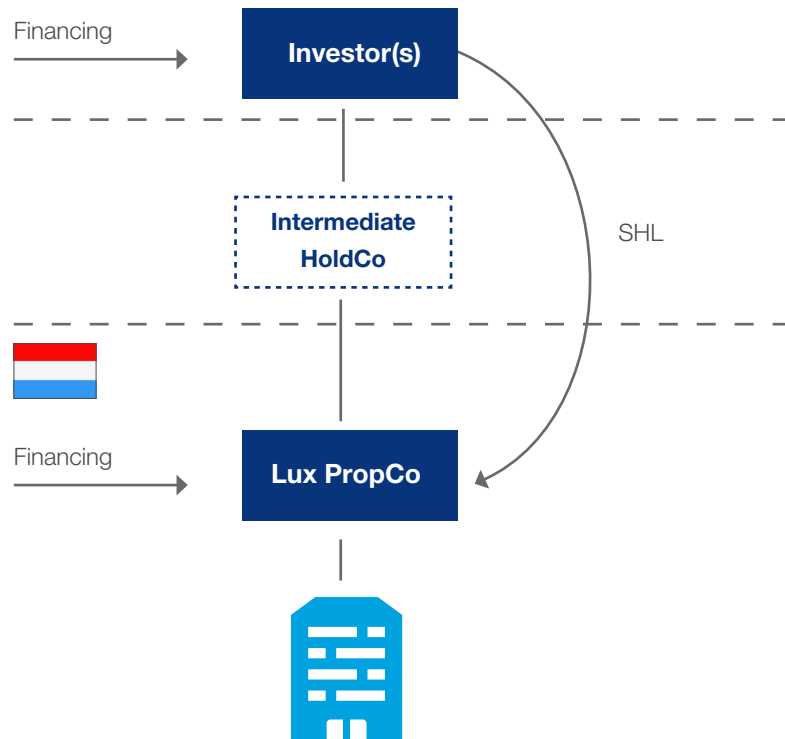 Financing
Investor(s)
Intermediate
HoldCo
SHL
Financing
Lux PropCo